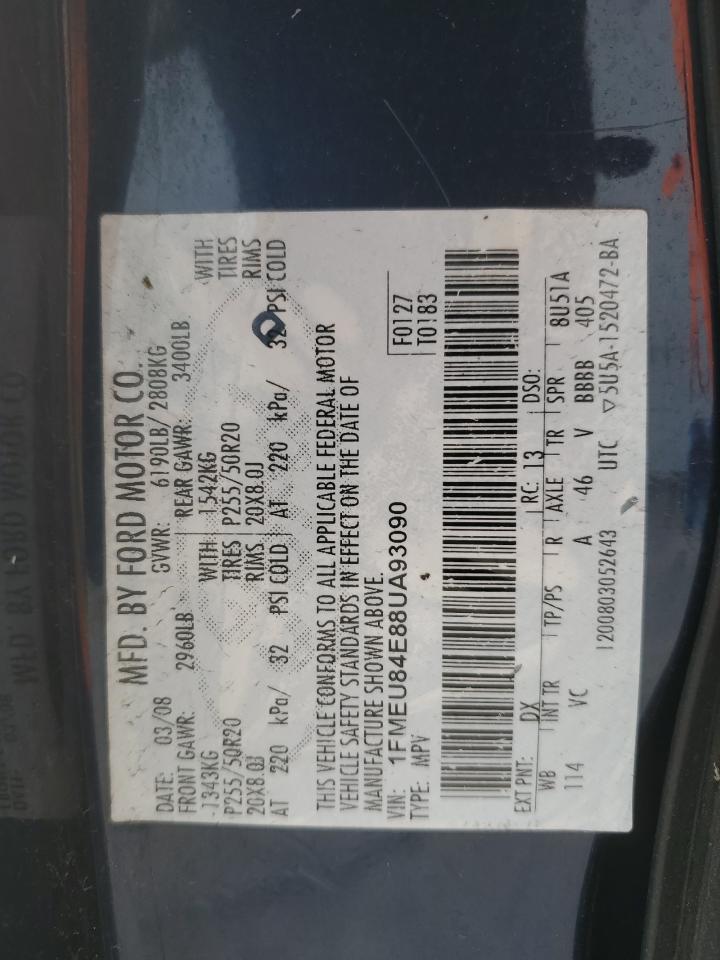 MFD. BY FORD MOTOR CO.
DATE: 03/08 GVWR: 6190LB/ 2808KG
FRONT GAWR: 2960LB REAR GAWR: 3400LB
1343KG WITH 1542KG WITH
P255/50R20 TIRES P255/50R20 TIRES
20X8.0J RIMS 20X8.0J RIMS
AT 220 kPa/ 32 PSI COLD AT 220 kPa/ 32 PSI COLD
THIS VEHICLE CONFORMS TO ALL APPLICABLE FEDERAL MOTOR
VEHICLE SAFETY STANDARDS IN EFFECT ON THE DATE OF
MANUFACTURE SHOWN ABOVE.
VIN: 1FMEU84E88UA93090 F0127
TYPE: MPV T0183
EXT PNT: DX RC: 13 DSO:
WB INT TR TP/PS R AXLE TR SPR 8U51A
114 VC A 46 V BBBB 405
1200803052643 UTC ▽5U5A-1520472-BA